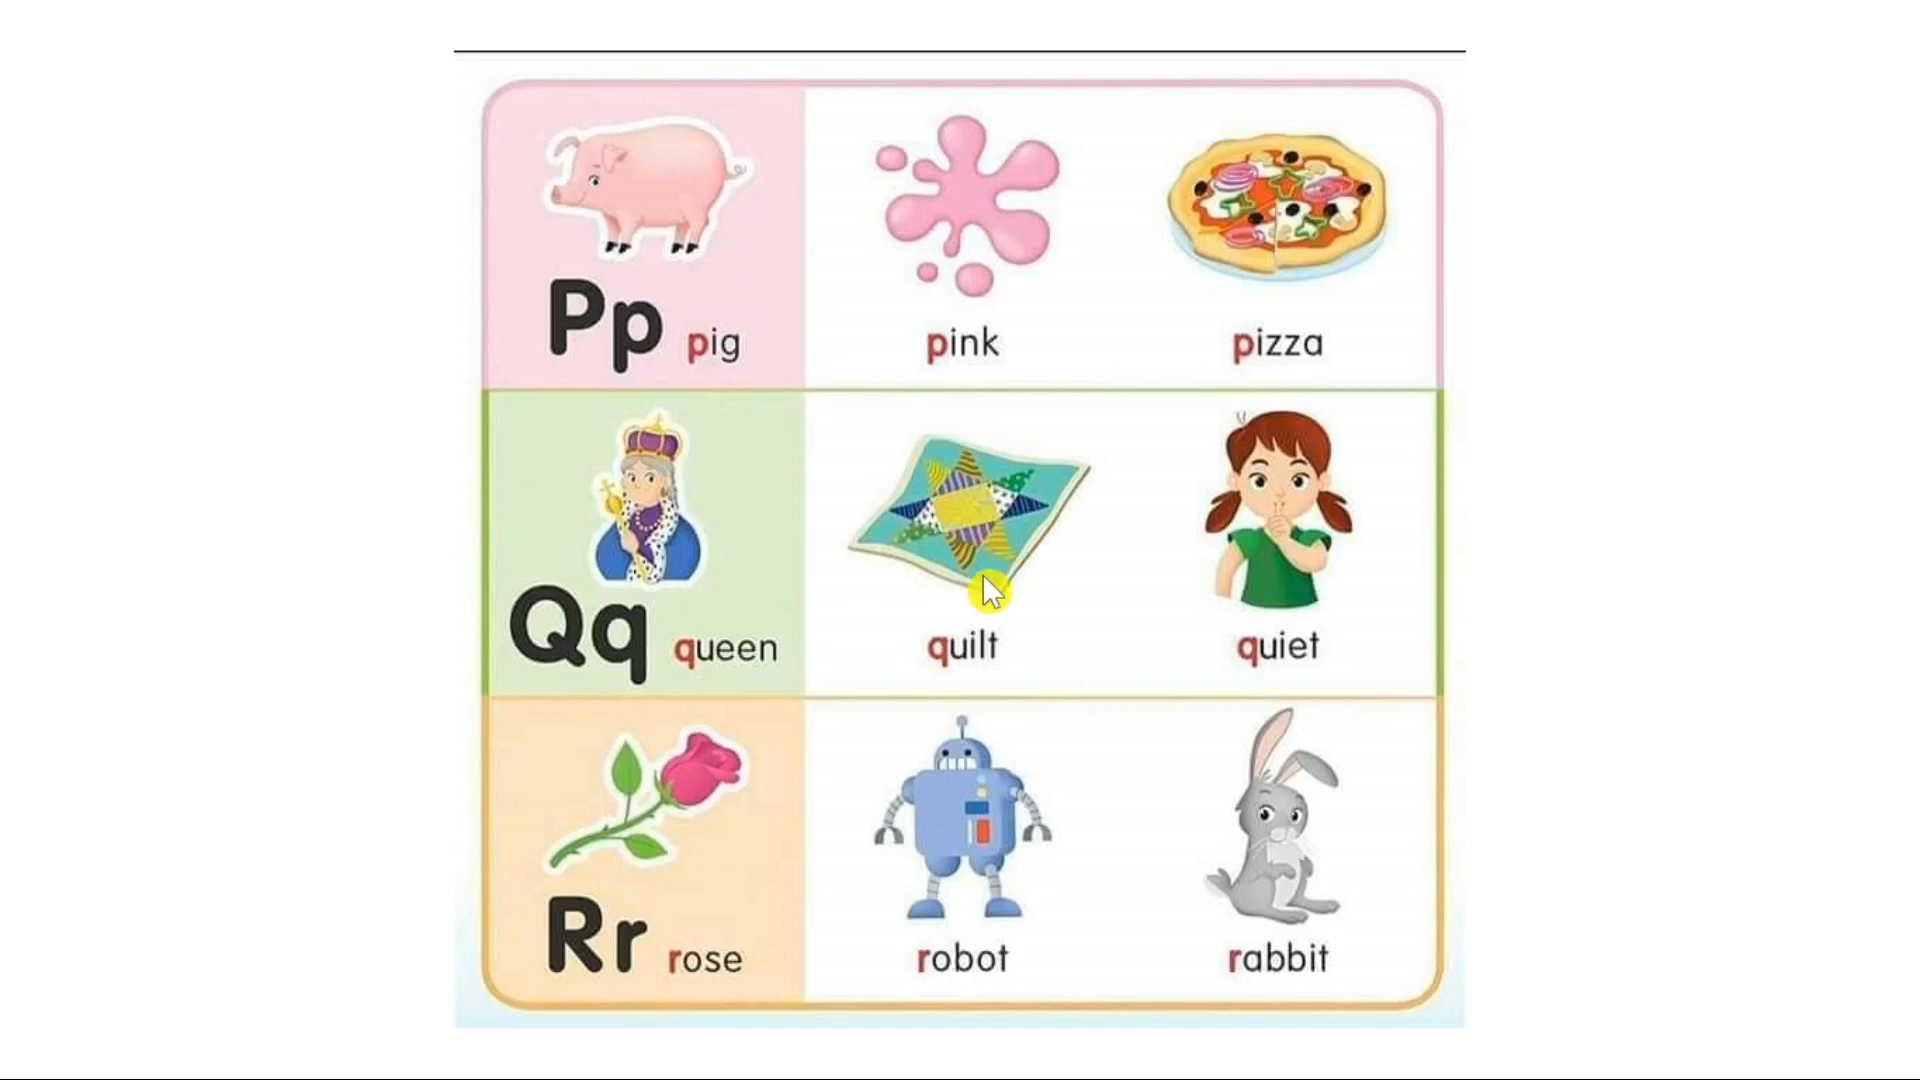 Pp pig
pink
pizza
Qq queen
quilt
quiet
Rr rose
robot
rabbit